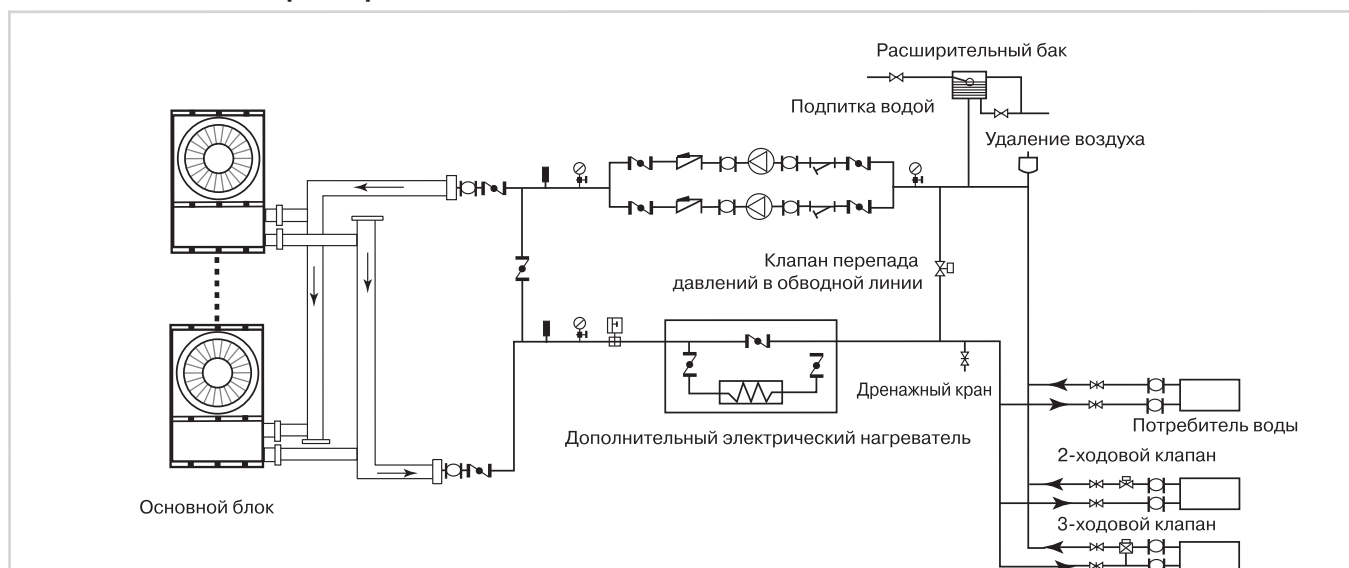 Расширительный бак
Подпитка водой
Удаление воздуха
Клапан перепада
давлений в обводной линии
Дренажный кран
Потребитель воды
Дополнительный электрический нагреватель
2-ходовой клапан
Основной блок
3-ходовой клапан